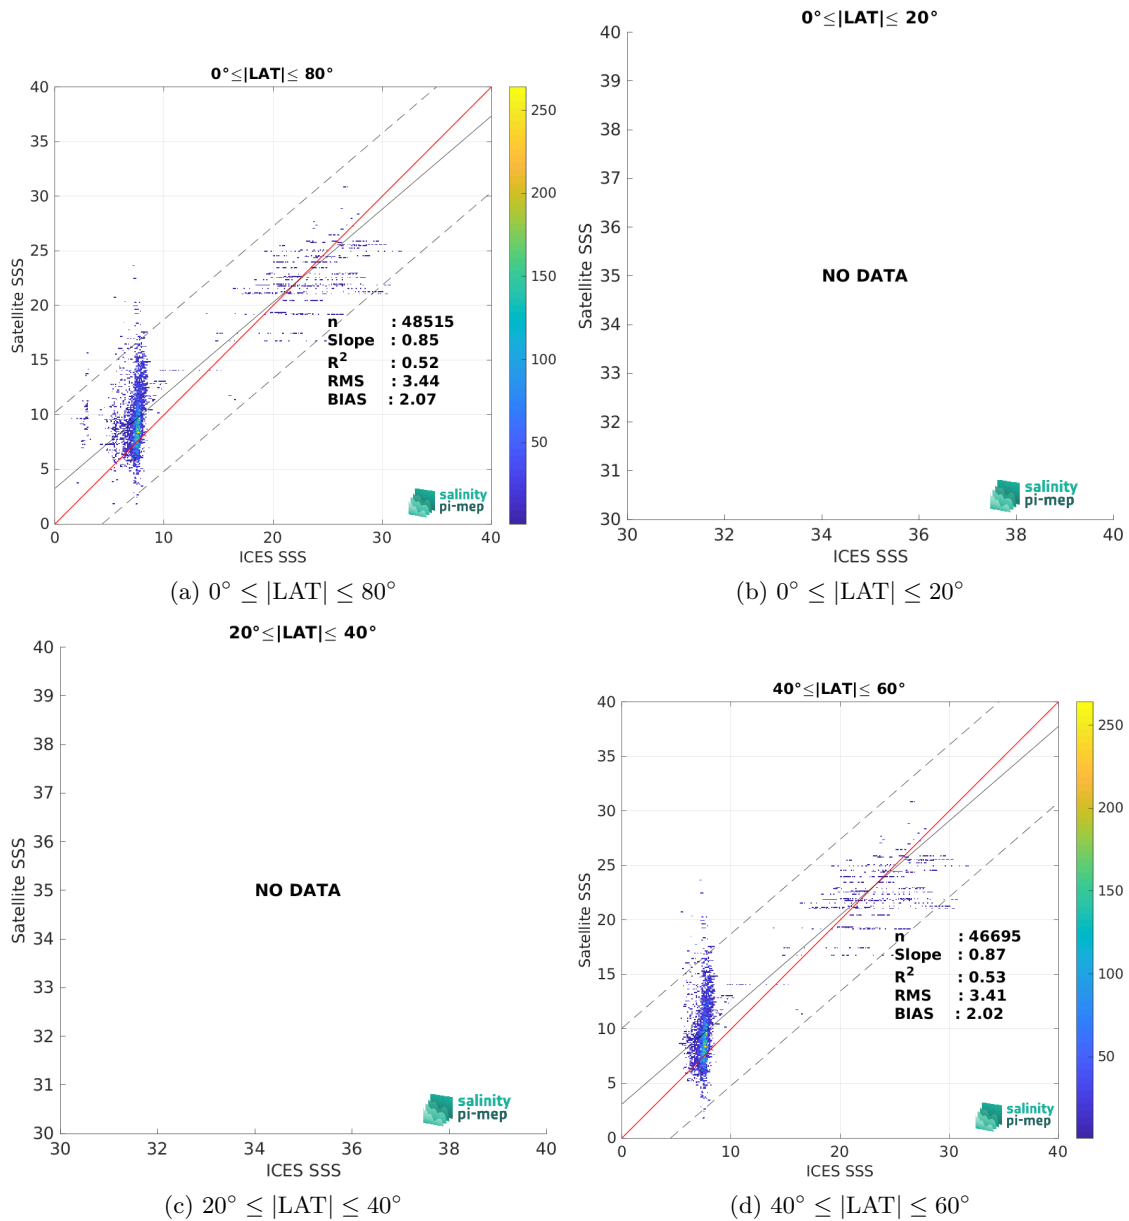 0°≤|LAT|≤ 80°
40
35
30
25
20
15
10
5
0
Satellite SSS
n : 48515
Slope : 0.85
R2 : 0.52
RMS : 3.44
BIAS : 2.07
salinity
pi-mep
0 10 20 30 40
ICES SSS
250
200
150
100
50
(a) 0° ≤ |LAT| ≤ 80°
0°≤|LAT|≤ 20°
40
39
38
37
36
35
34
33
32
31
30
Satellite SSS
NO DATA
salinity
pi-mep
30 32 34 36 38 40
ICES SSS
(b) 0° ≤ |LAT| ≤ 20°
20°≤|LAT|≤ 40°
40
39
38
37
36
35
34
33
32
31
30
Satellite SSS
NO DATA
salinity
pi-mep
30 32 34 36 38 40
ICES SSS
(c) 20° ≤ |LAT| ≤ 40°
40°≤|LAT|≤ 60°
40
35
30
25
20
15
10
5
0
Satellite SSS
n : 46695
Slope : 0.87
R2 : 0.53
RMS : 3.41
BIAS : 2.02
salinity
pi-mep
0 10 20 30 40
ICES SSS
250
200
150
100
50
(d) 40° ≤ |LAT| ≤ 60°